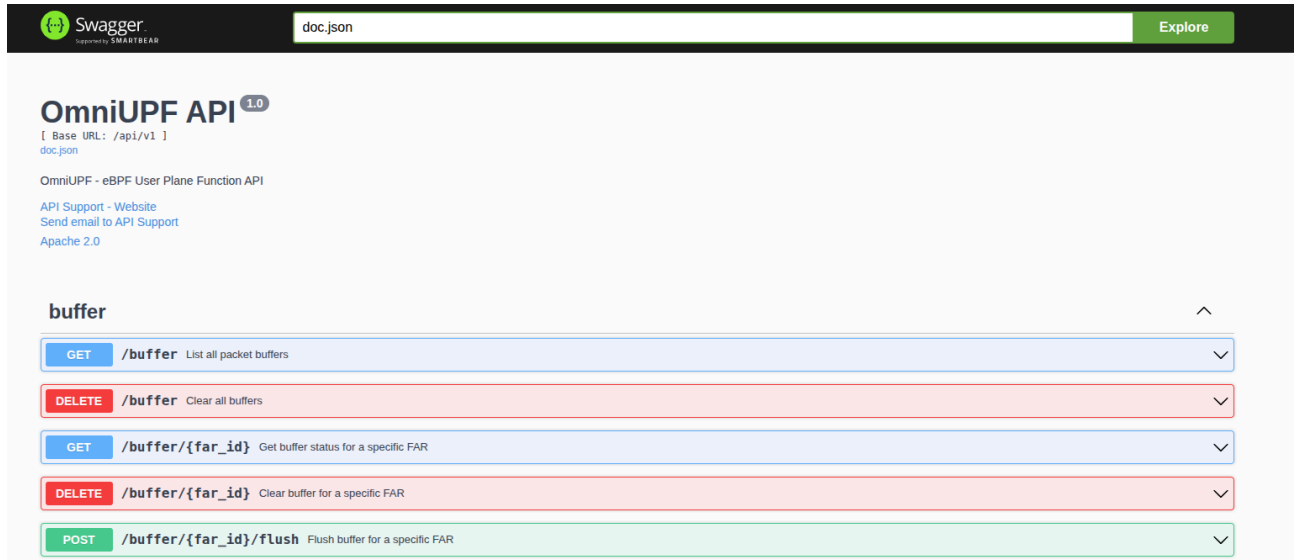 {···} Swagger.
Supported by SMARTBEAR
doc.json
Explore
OmniUPF API 1.0
[ Base URL: /api/v1 ]
doc.json
OmniUPF - eBPF User Plane Function API
API Support - Website
Send email to API Support
Apache 2.0
buffer
GET /buffer List all packet buffers
DELETE /buffer Clear all buffers
GET /buffer/{far_id} Get buffer status for a specific FAR
DELETE /buffer/{far_id} Clear buffer for a specific FAR
POST /buffer/{far_id}/flush Flush buffer for a specific FAR